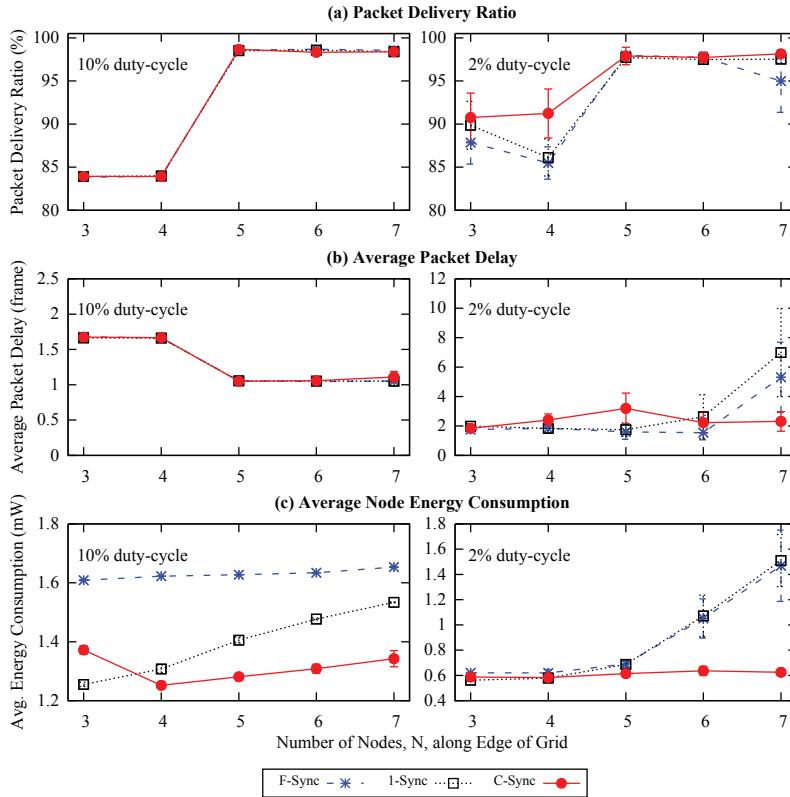 (a) Packet Delivery Ratio
Packet Delivery Ratio (%)
100
95
90
85
80
10% duty-cycle
3 4 5 6 7
100
95
90
85
80
2% duty-cycle
3 4 5 6 7
(b) Average Packet Delay
Average Packet Delay (frame)
2.5
2
1.5
1
0.5
0
10% duty-cycle
3 4 5 6 7
12
10
8
6
4
2
0
2% duty-cycle
3 4 5 6 7
(c) Average Node Energy Consumption
Avg. Energy Consumption (mW)
1.8
1.6
1.4
1.2
10% duty-cycle
3 4 5 6 7
1.8
1.6
1.4
1.2
1
0.8
0.6
0.4
2% duty-cycle
3 4 5 6 7
Number of Nodes, N, along Edge of Grid
F-Sync 1-Sync C-Sync